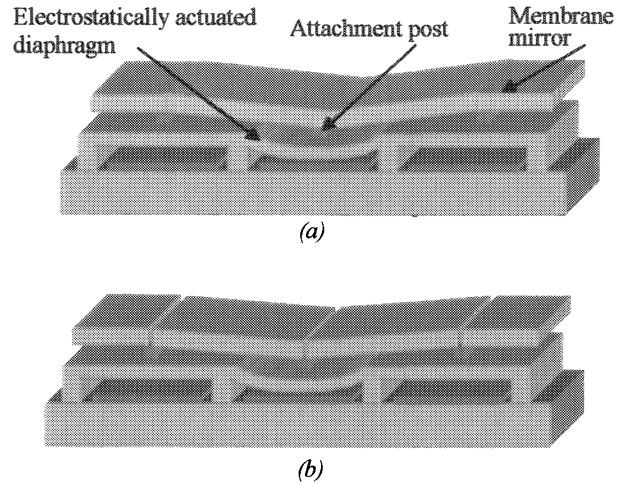 Electrostatically actuated
diaphragm
Attachment post
Membrane
mirror
(a)
(b)